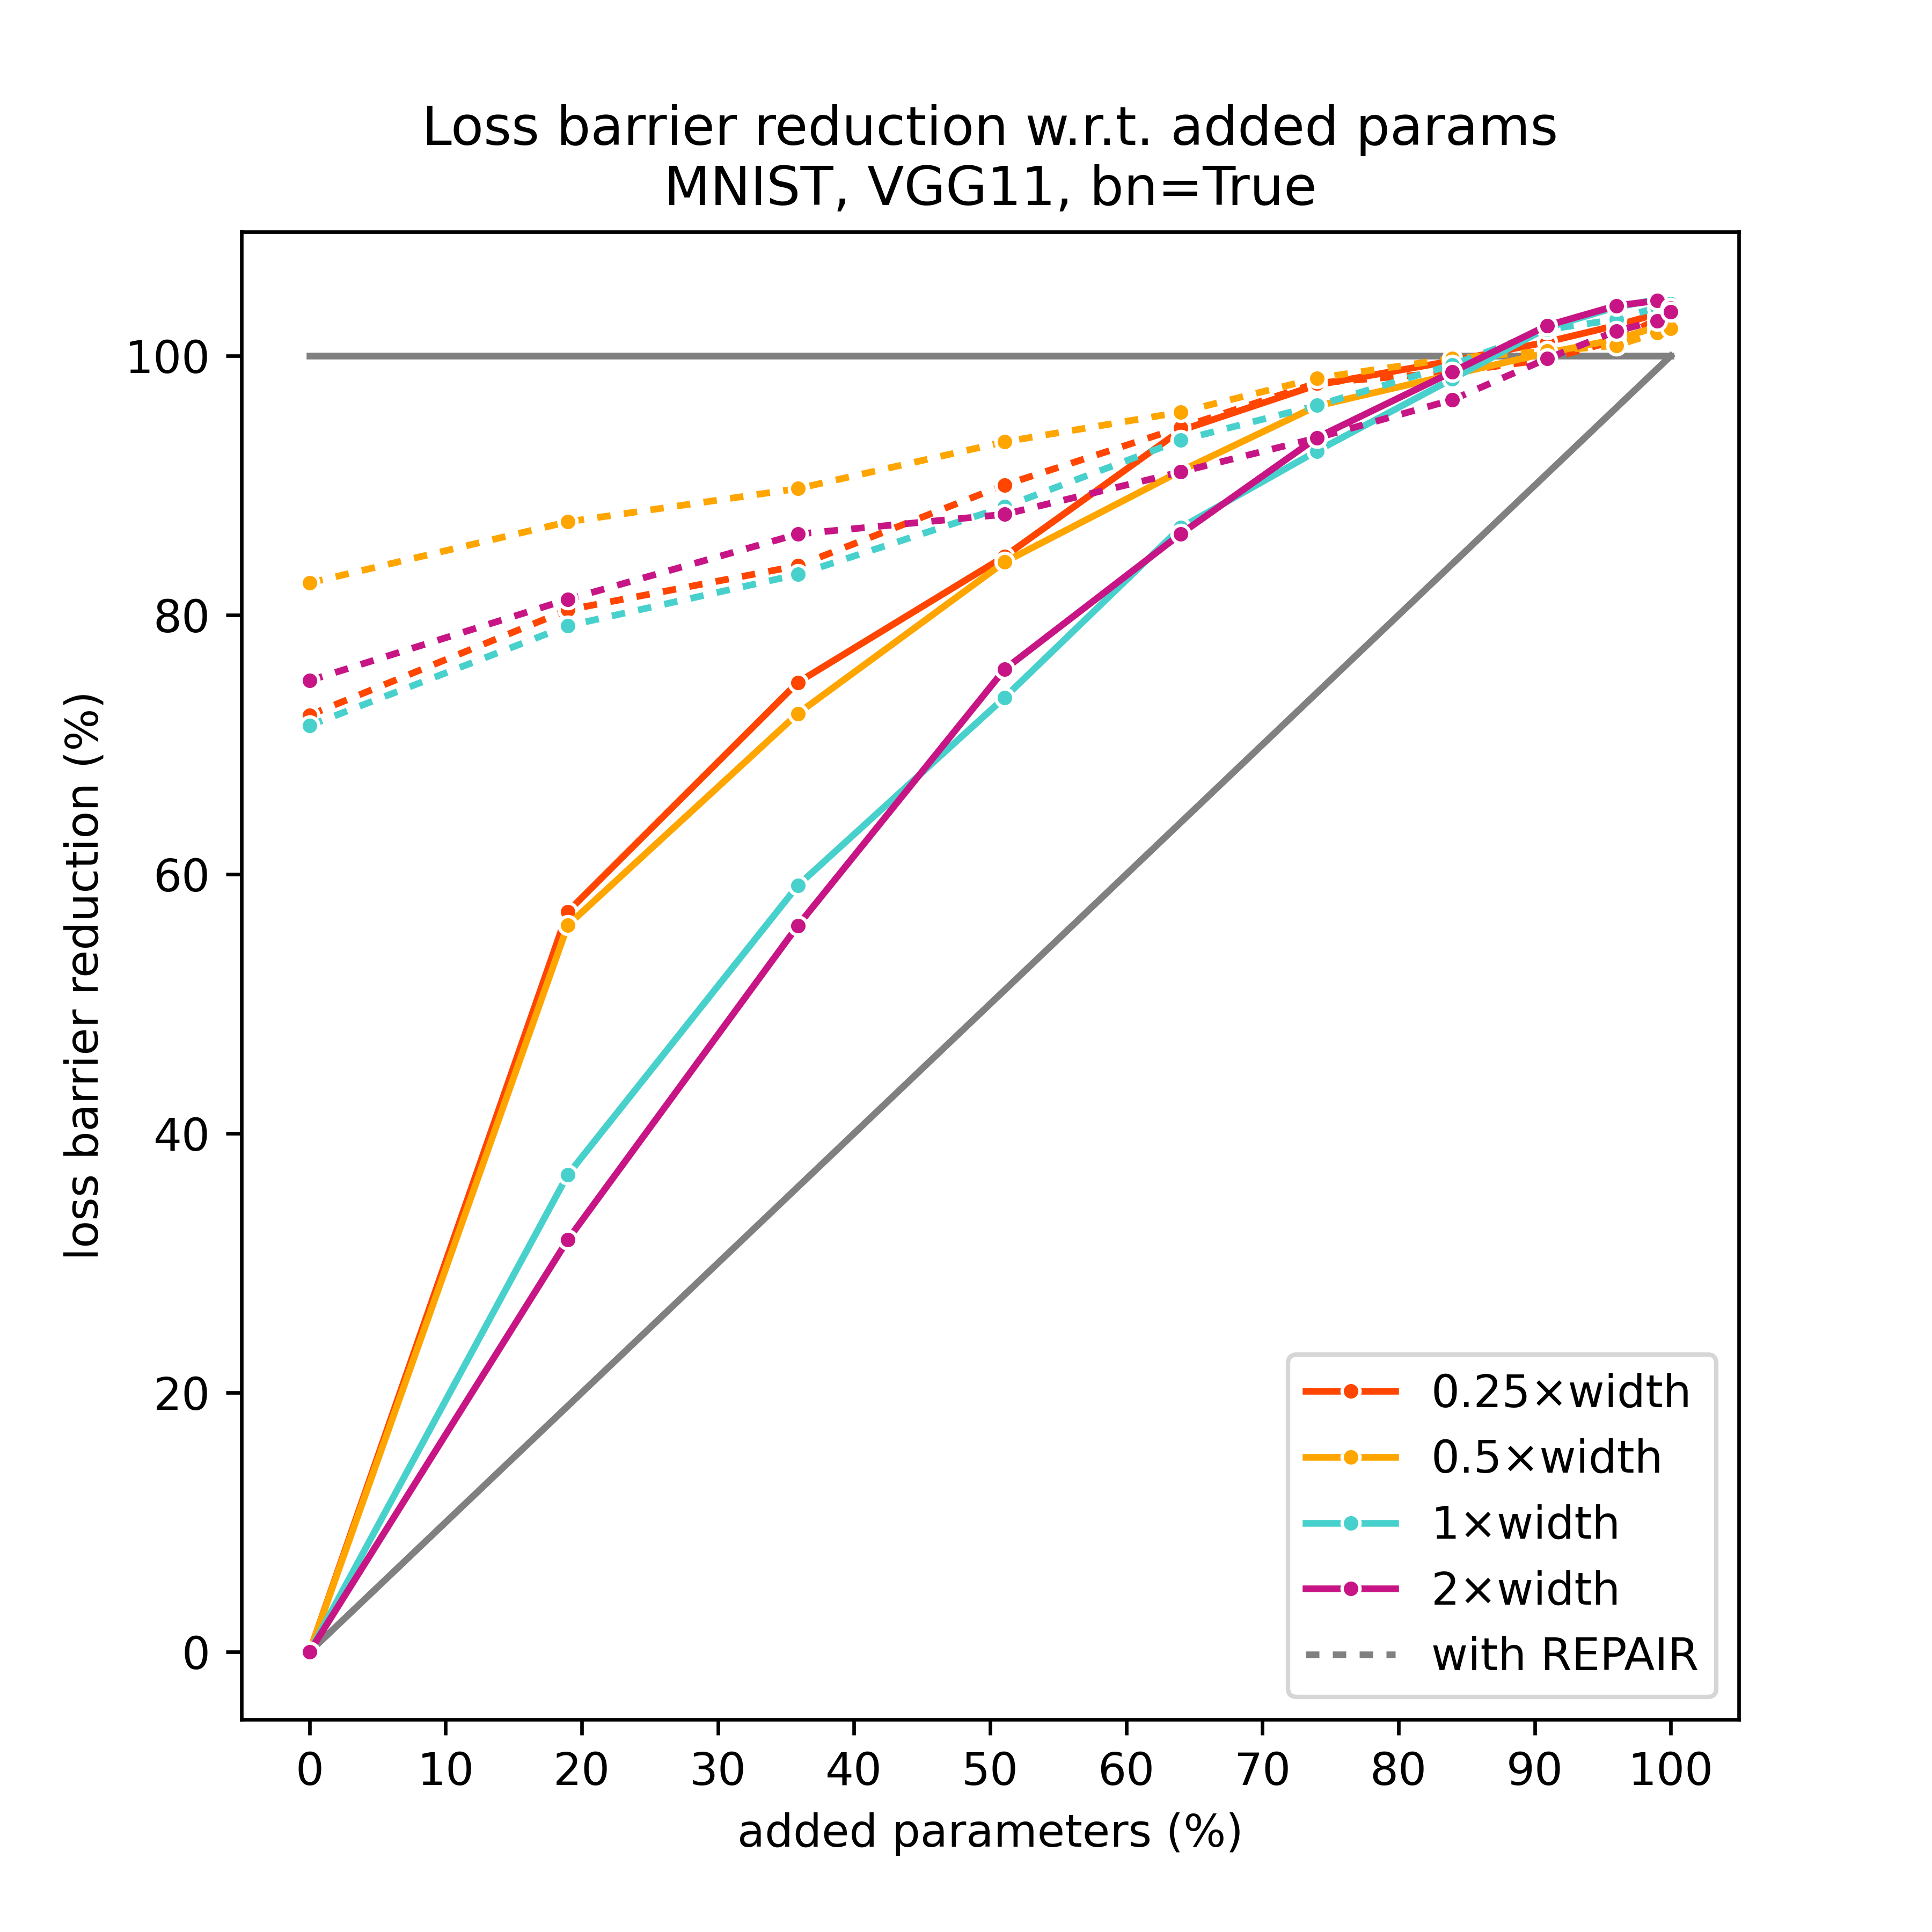 Loss barrier reduction w.r.t. added params
MNIST, VGG11, bn=True
loss barrier reduction (%)
100
80
60
40
20
0
0 10 20 30 40 50 60 70 80 90 100
added parameters (%)
0.25×width
0.5×width
1×width
2×width
with REPAIR